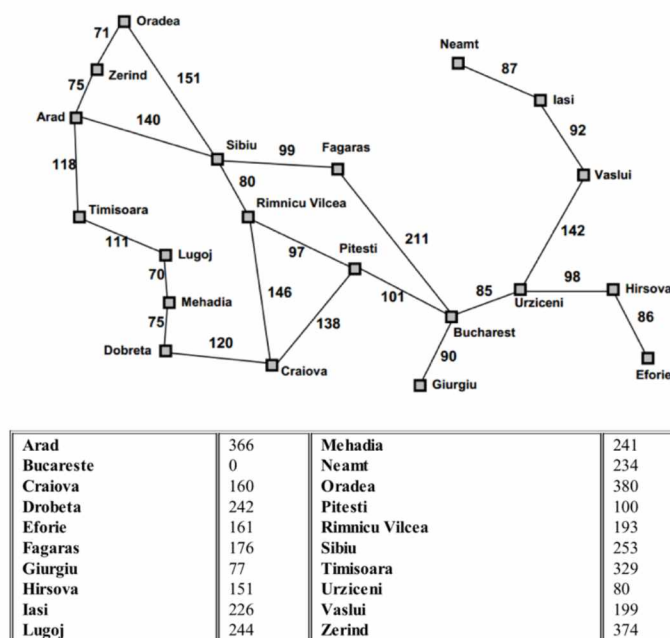 71
Oradea
Neamt
87
Zerind
151
75
Iasi
Arad
140
92
Sibiu
99
Fagaras
118
80
Vaslui
Rimnicu Vilcea
Timisoara
142
111
Lugoj
97
Pitesti
211
98
70
Hirsova
146
101
85
Urziceni
Mehadia
86
75
138
Bucharest
120
90
Dobreta
Craiova
Giurgiu
Eforie
Arad 366 Mehadia 241
Bucareste 0 Neamt 234
Craiova 160 Oradea 380
Drobeta 242 Pitesti 100
Eforie 161 Rimnicu Vilcea 193
Fagaras 176 Sibiu 253
Giurgiu 77 Timisoara 329
Hirsova 151 Urziceni 80
Iasi 226 Vaslui 199
Lugoj 244 Zerind 374